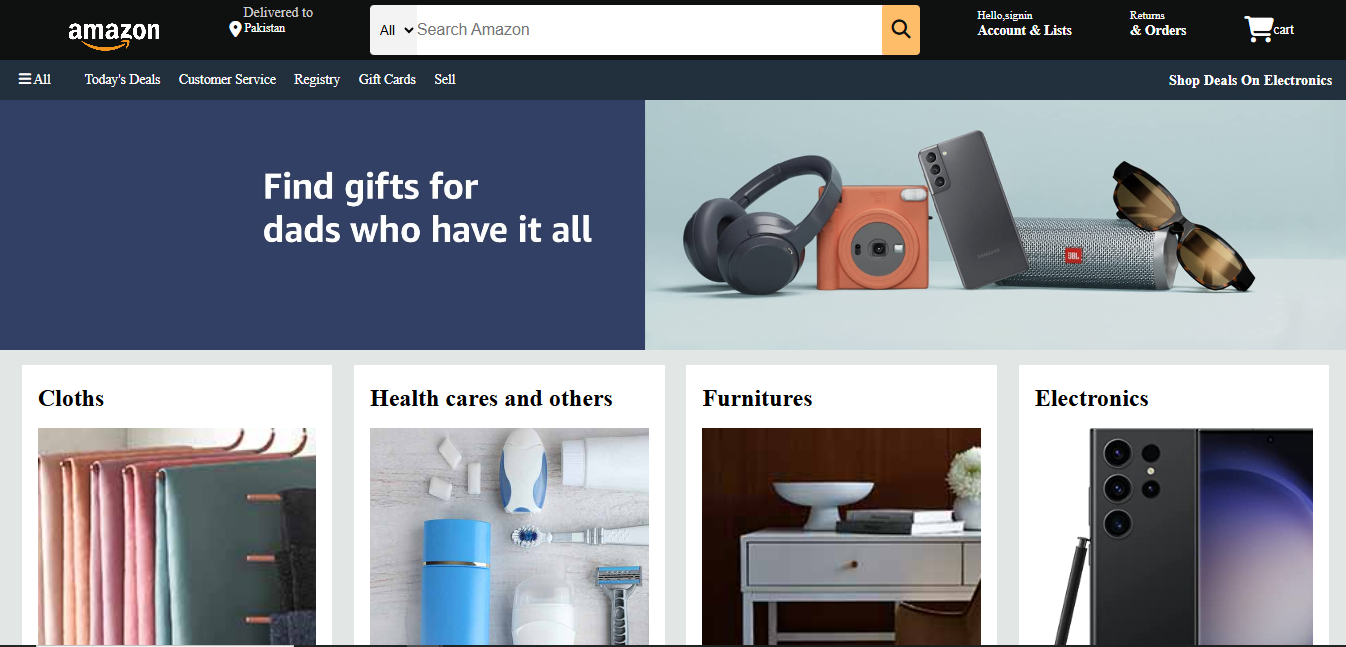 amazon
Delivered to
Pakistan
All
Search Amazon
Hello,signin
Account & Lists
Returns
& Orders
cart
All
Today's Deals
Customer Service
Registry
Gift Cards
Sell
Shop Deals On Electronics
Find gifts for
dads who have it all
JBL
SAMSUNG
Cloths
Health cares and others
Furnitures
Electronics